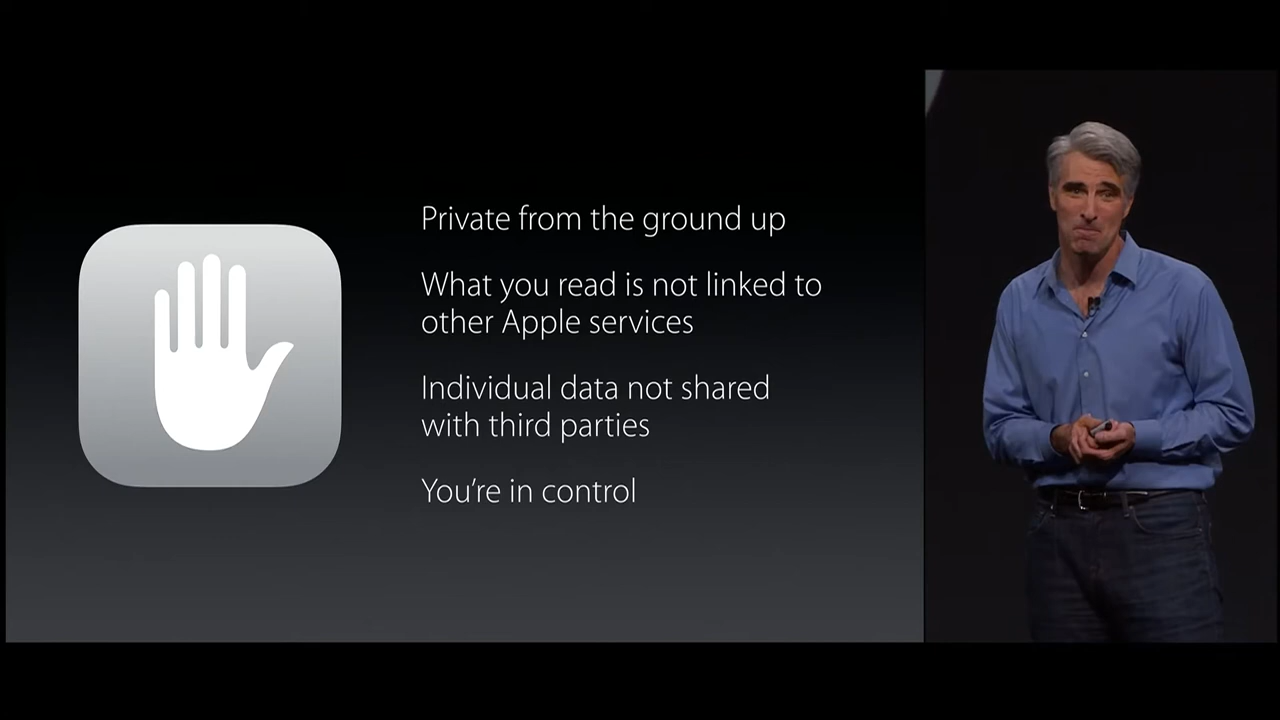 Private from the ground up
What you read is not linked to
other Apple services
Individual data not shared
with third parties
You're in control